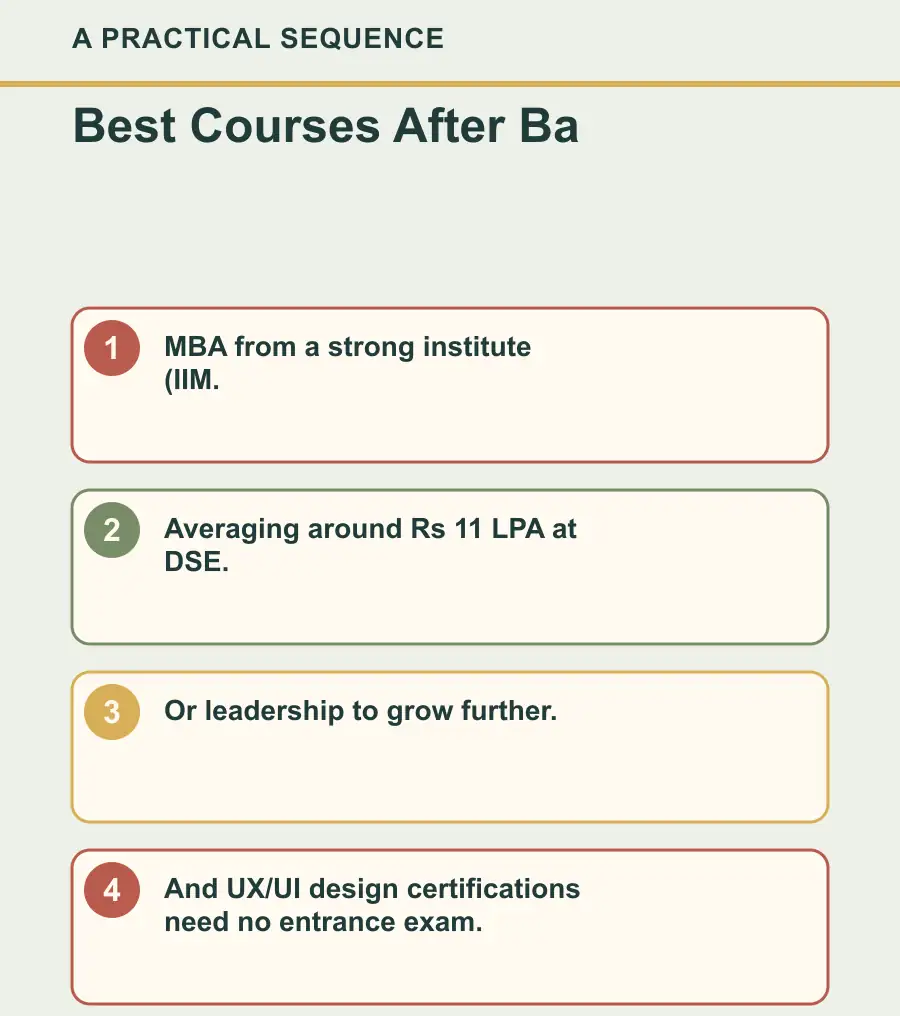 A PRACTICAL SEQUENCE
Best Courses After Ba
1
MBA from a strong institute
(IIM.
2
Averaging around Rs 11 LPA at
DSE.
3
Or leadership to grow further.
4
And UX/UI design certifications
need no entrance exam.